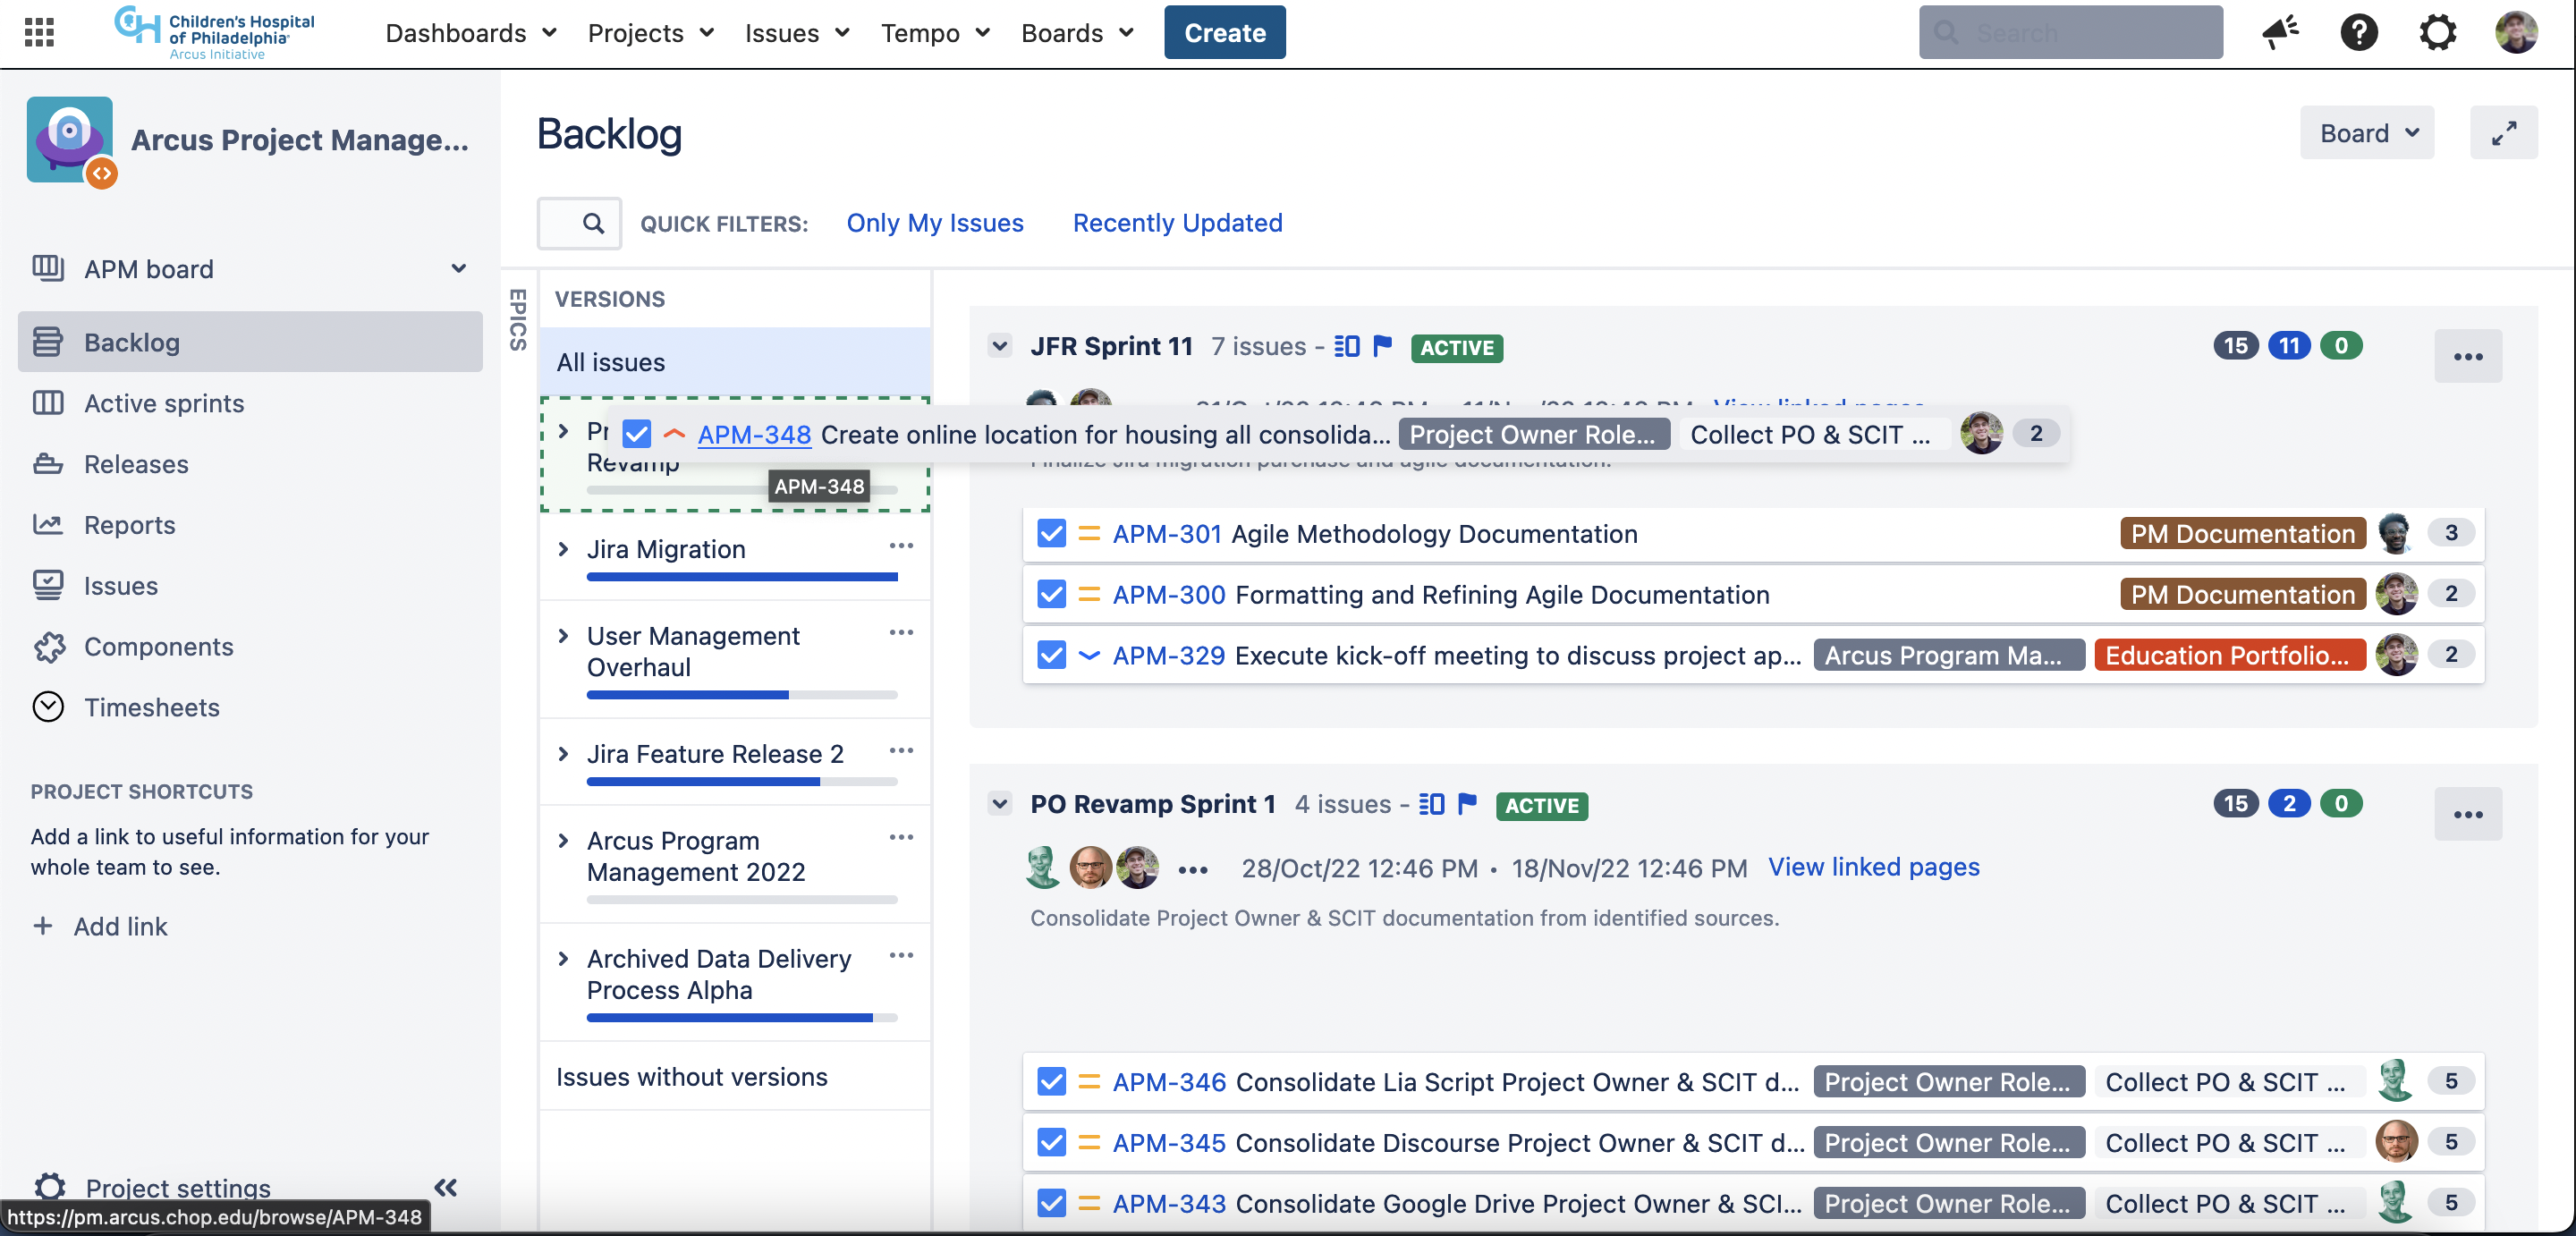 Children's Hospital
of Philadelphia
Arcus Initiative
Dashboards
Projects
Issues
Tempo
Boards
Create
Search
Arcus Project Manage...
APM board
Backlog
Active sprints
Releases
Reports
Issues
Components
Timesheets
PROJECT SHORTCUTS
Add a link to useful information for your
whole team to see.
+ Add link
Project settings
https://pm.arcus.chop.edu/browse/APM-348
Backlog
Board
QUICK FILTERS: Only My Issues Recently Updated
EPICS
VERSIONS
All issues
Revamp
APM-348 Create online location for housing all consolida... Project Owner Role... Collect PO & SCIT ... 2
APM-348
Jira Migration
User Management
Overhaul
Jira Feature Release 2
Arcus Program
Management 2022
Archived Data Delivery
Process Alpha
Issues without versions
JFR Sprint 11 7 issues - ACTIVE 15 11 0
View linked pages
Finalize Jira migration purchase and agile documentation.
APM-301 Agile Methodology Documentation PM Documentation 3
APM-300 Formatting and Refining Agile Documentation PM Documentation 2
APM-329 Execute kick-off meeting to discuss project ap... Arcus Program Ma... Education Portfolio... 2
PO Revamp Sprint 1 4 issues - ACTIVE 15 2 0
28/Oct/22 12:46 PM • 18/Nov/22 12:46 PM View linked pages
Consolidate Project Owner & SCIT documentation from identified sources.
APM-346 Consolidate Lia Script Project Owner & SCIT d... Project Owner Role... Collect PO & SCIT ... 5
APM-345 Consolidate Discourse Project Owner & SCIT d... Project Owner Role... Collect PO & SCIT ... 5
APM-343 Consolidate Google Drive Project Owner & SCI... Project Owner Role... Collect PO & SCIT ... 5